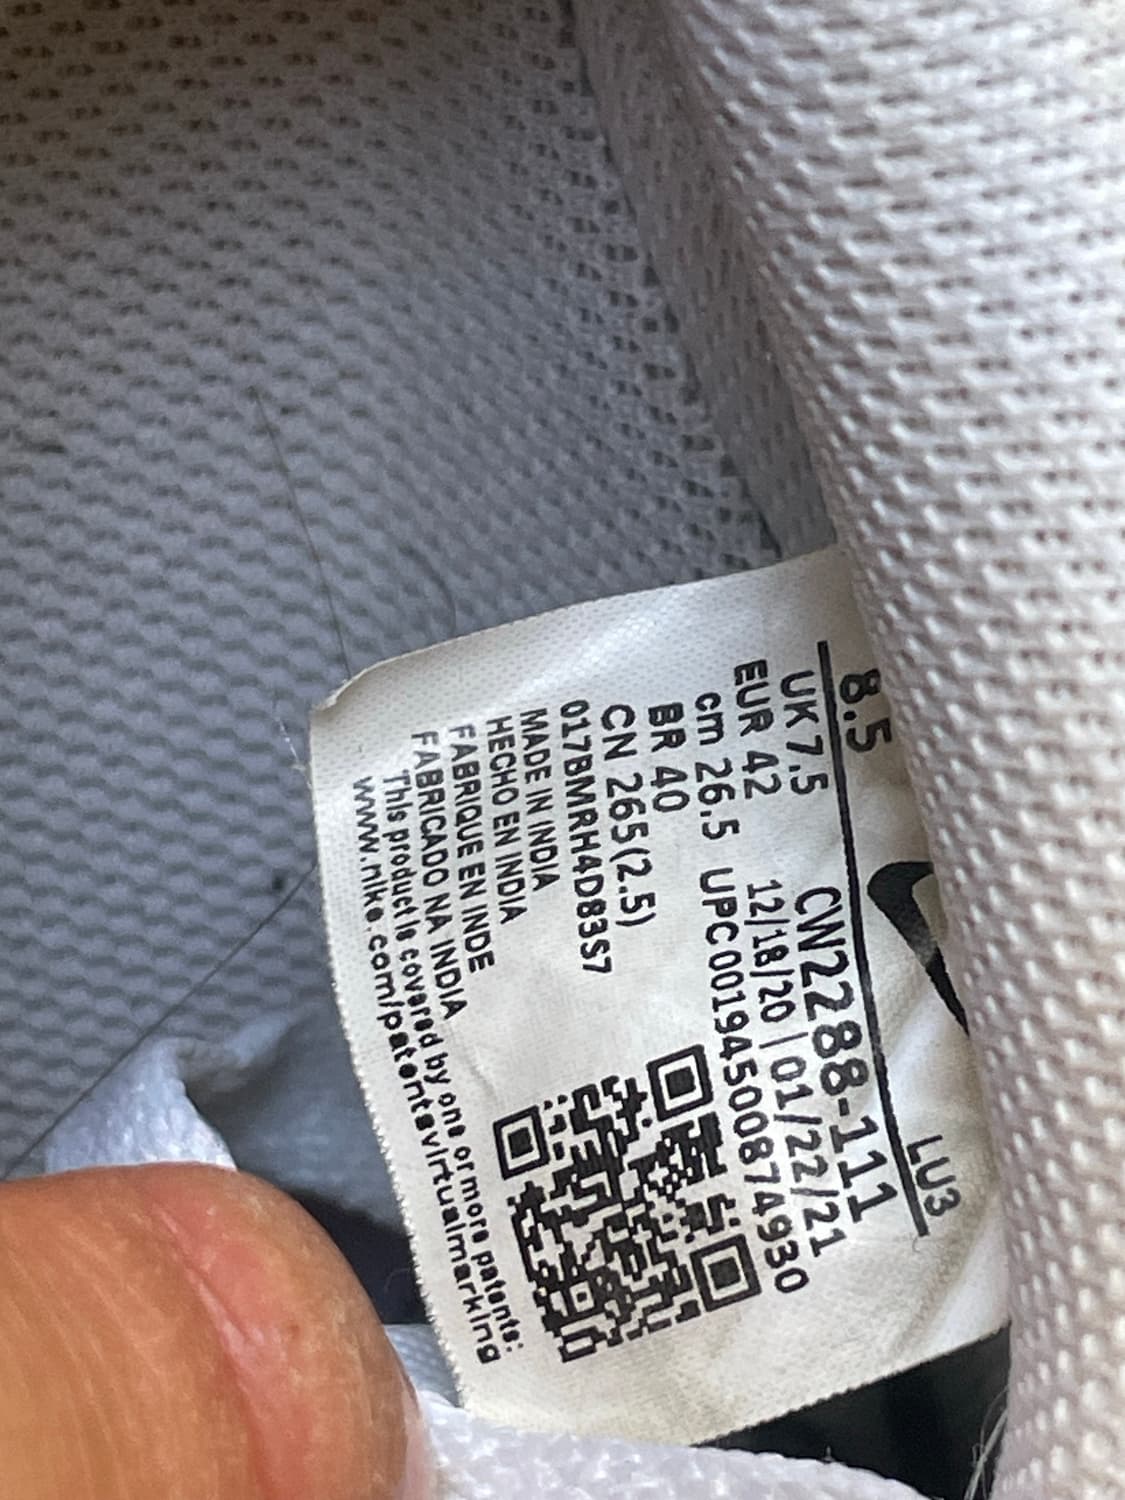 8.5 LU3
UK 7.5 CW2288-111
EUR 42 12/18/20 | 01/22/21
cm 26.5 UPC 00194500874930
BR 40
CN 265(2.5)
017BMRH4D83S7
MADE IN INDIA
HECHO EN INDIA
FABRIQUE EN INDE
FABRICADO NA INDIA
This product is covered by one or more patents:
www.nike.com/patentsvirtualmarking